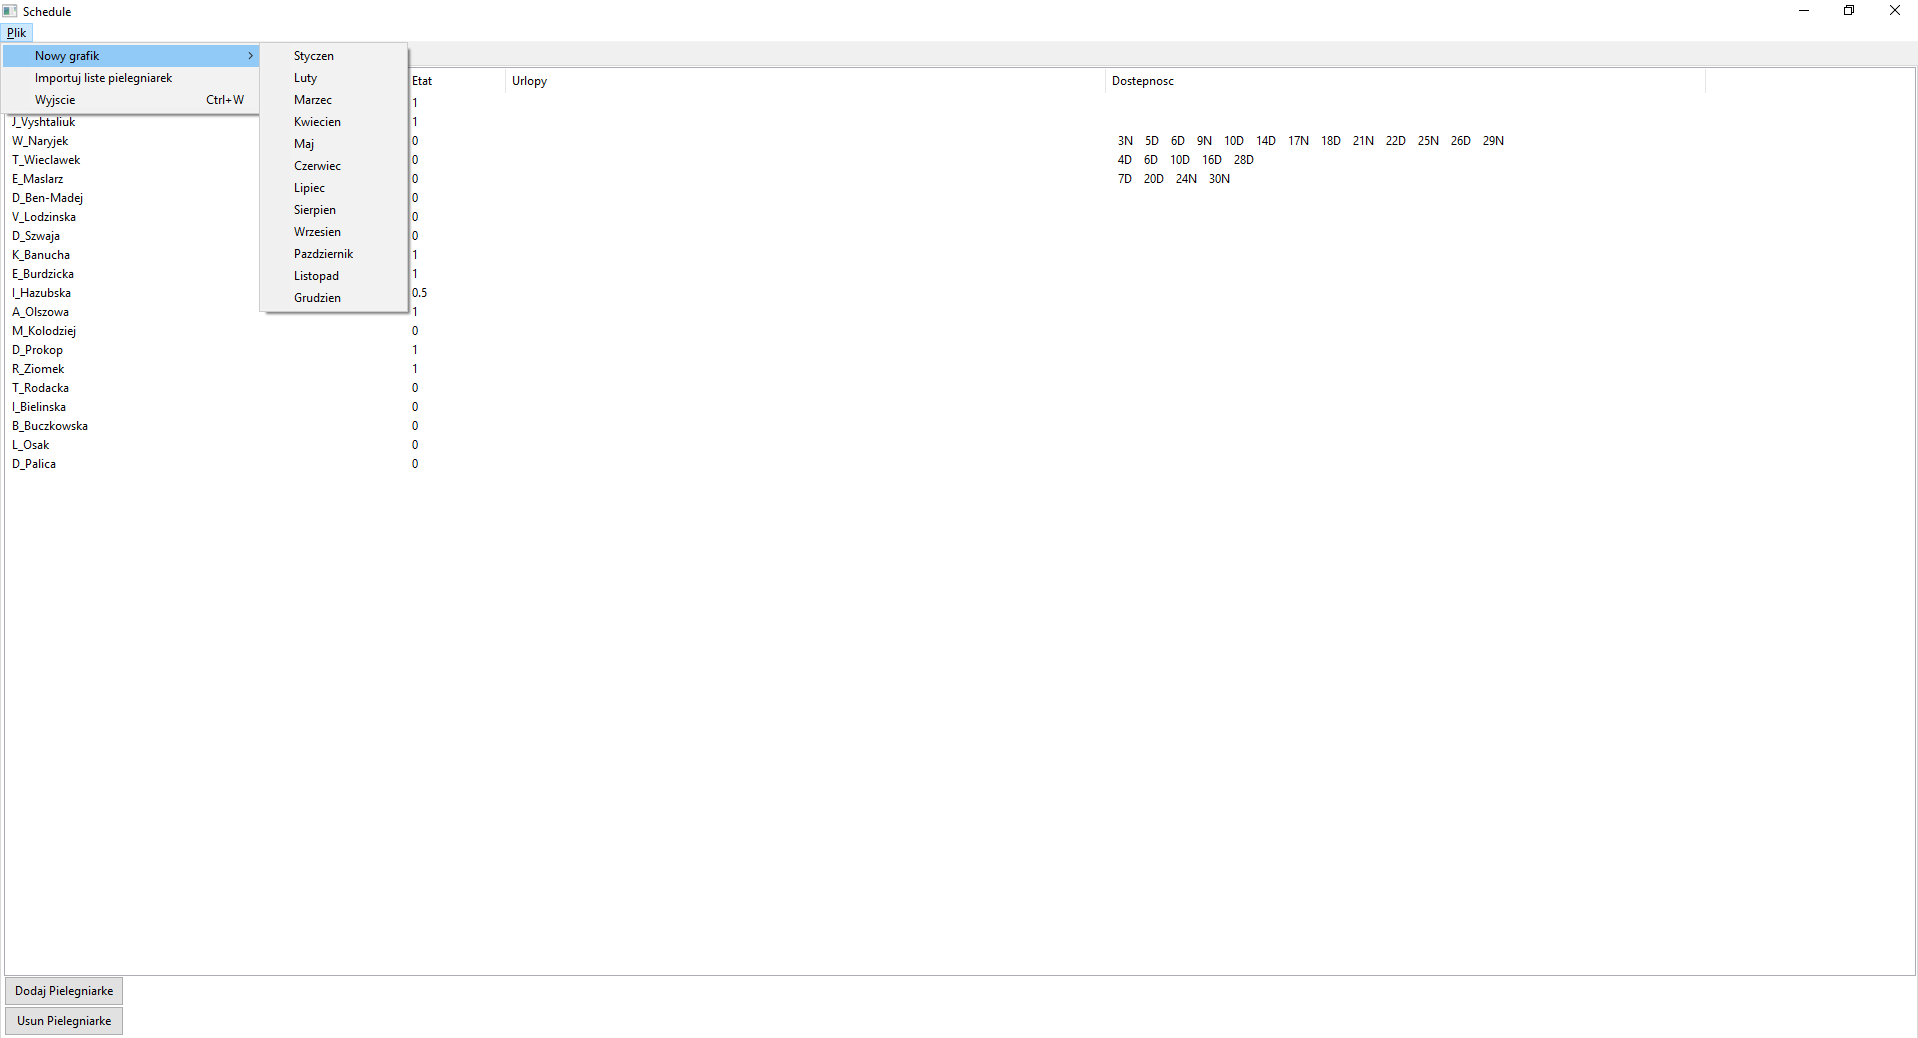 Schedule
Plik
Nowy grafik
Importuj liste pielegniarek
Wyjscie Ctrl+W
Styczen
Luty
Marzec
Kwiecien
Maj
Czerwiec
Lipiec
Sierpien
Wrzesien
Pazdziernik
Listopad
Grudzien
Etat Urlopy Dostepnosc
1
J_Vyshtaliuk 1
W_Naryjek 0 3N 5D 6D 9N 10D 14D 17N 18D 21N 22D 25N 26D 29N
T_Wieclawek 0 4D 6D 10D 16D 28D
E_Maslarz 0 7D 20D 24N 30N
D_Ben-Madej 0
V_Lodzinska 0
D_Szwaja 0
K_Banucha 1
E_Burdzicka 1
I_Hazubska 0.5
A_Olszowa 1
M_Kolodziej 0
D_Prokop 1
R_Ziomek 1
T_Rodacka 0
I_Bielinska 0
B_Buczkowska 0
L_Osak 0
D_Palica 0
Dodaj Pielegniarke
Usun Pielegniarke